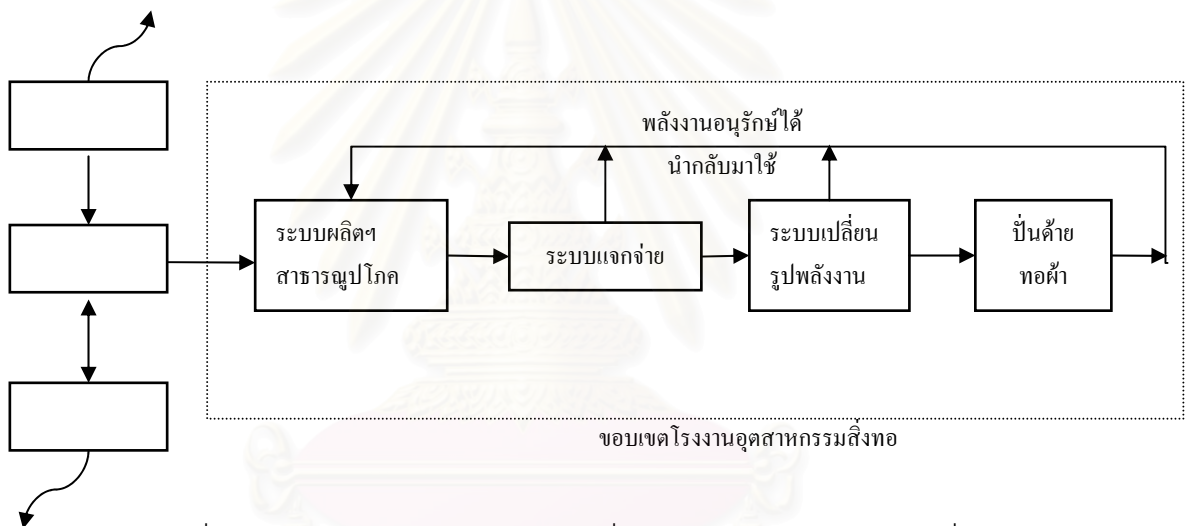 พลังงานอนุรักษ์ได้
นำกลับมาใช้
ระบบผลิตฯ
สาธารณูปโภค
ระบบแจกจ่าย
ระบบเปลี่ยน
รูปพลังงาน
ปั่นด้าย
ทอผ้า
ขอบเขตโรงงานอุตสาหกรรมสิ่งทอ